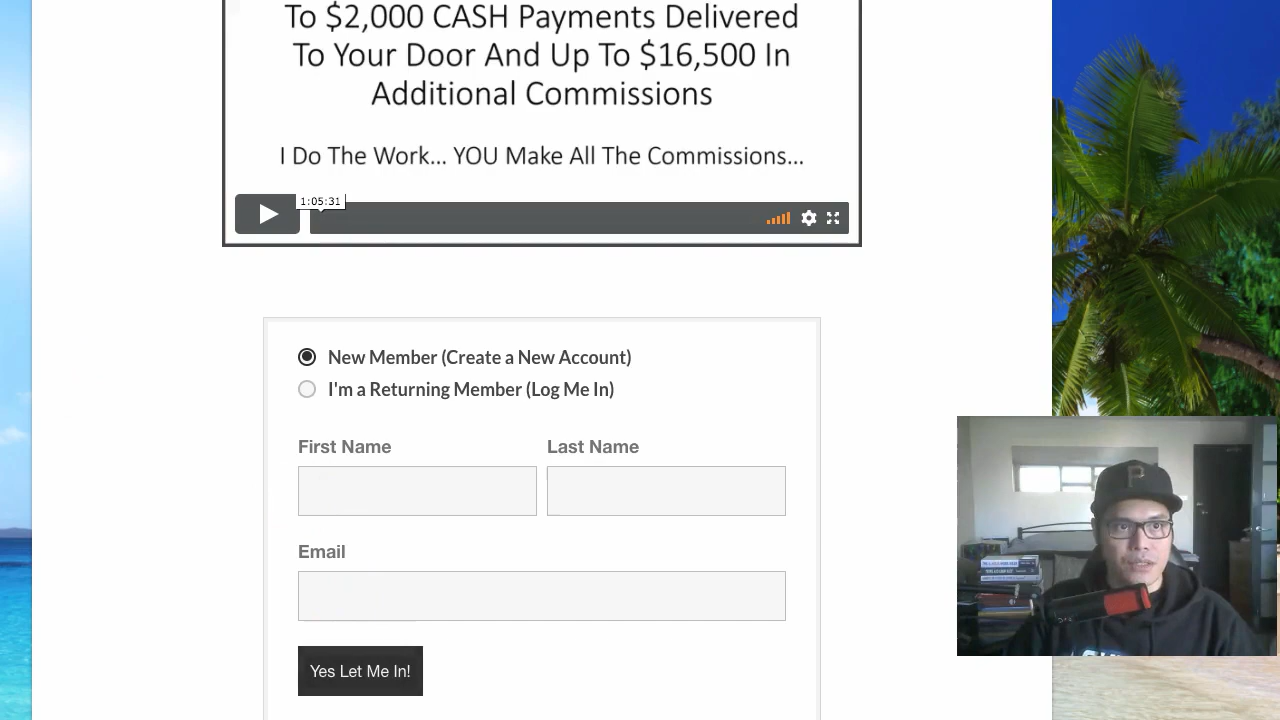 To $2,000 CASH Payments Delivered
To Your Door And Up To $16,500 In
Additional Commissions
I Do The Work... YOU Make All The Commissions...
1:05:31
New Member (Create a New Account)
I'm a Returning Member (Log Me In)
First Name
Last Name
Email
Yes Let Me In!
P